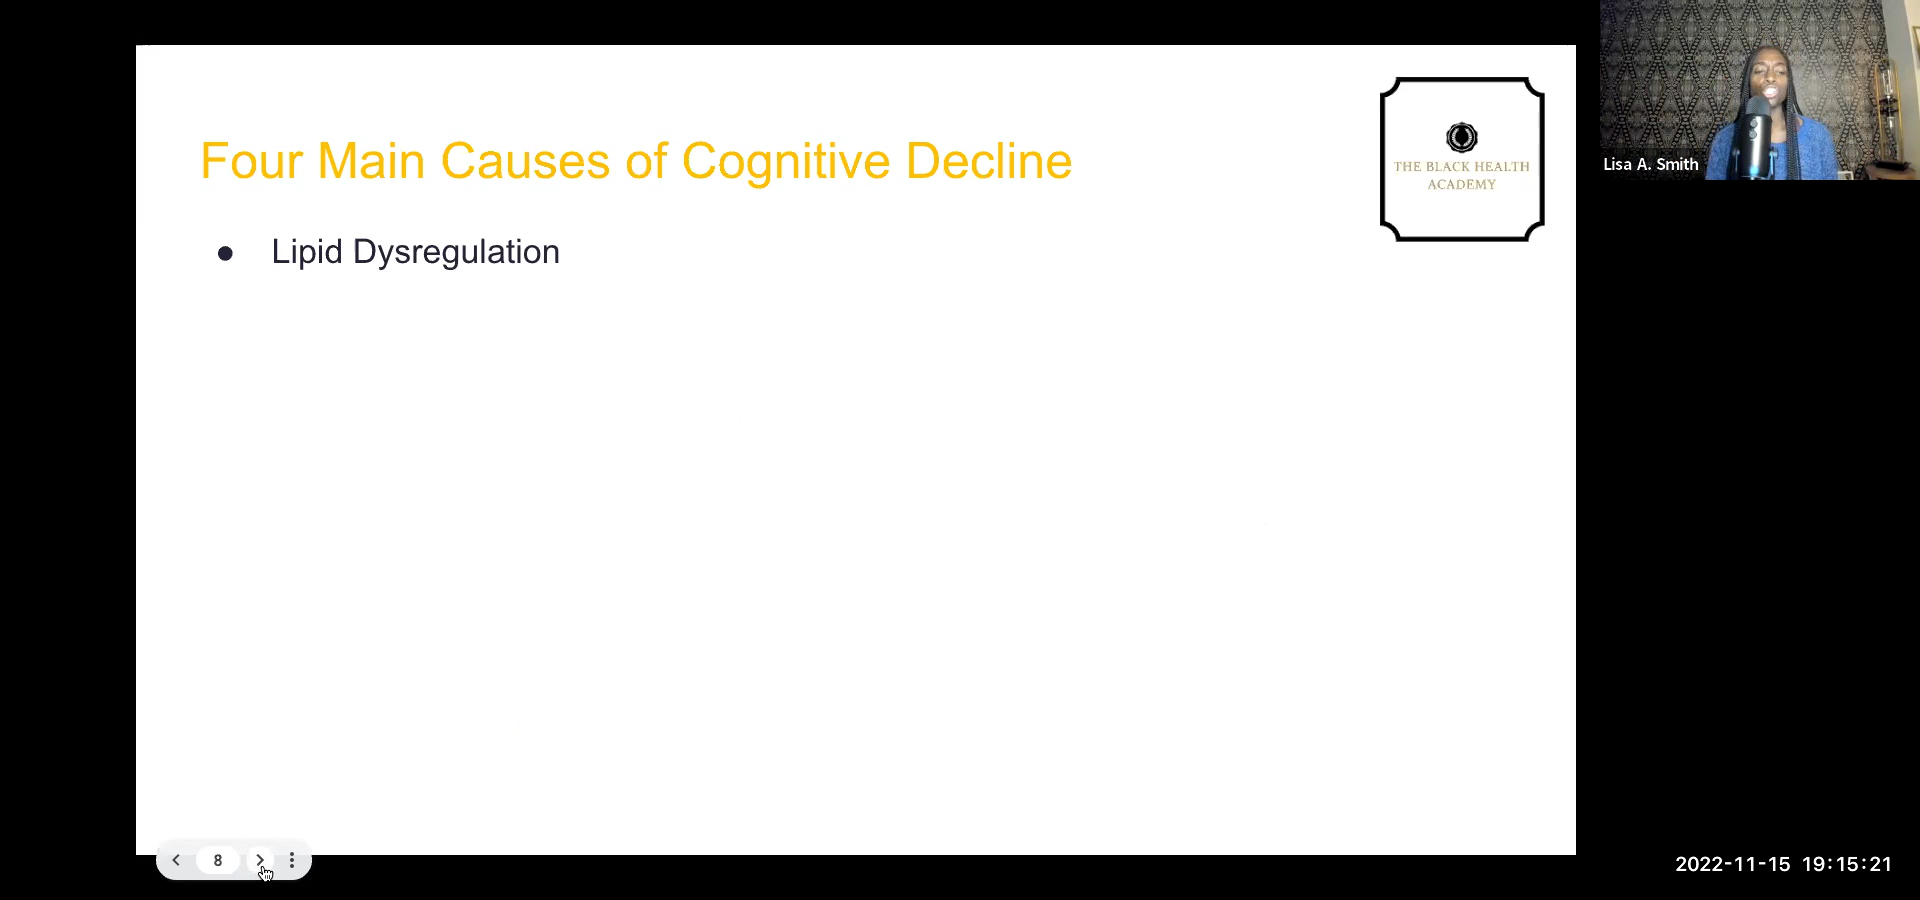 Four Main Causes of Cognitive Decline
● Lipid Dysregulation
THE BLACK HEALTH
ACADEMY
Lisa A. Smith
8
2022-11-15 19:15:21